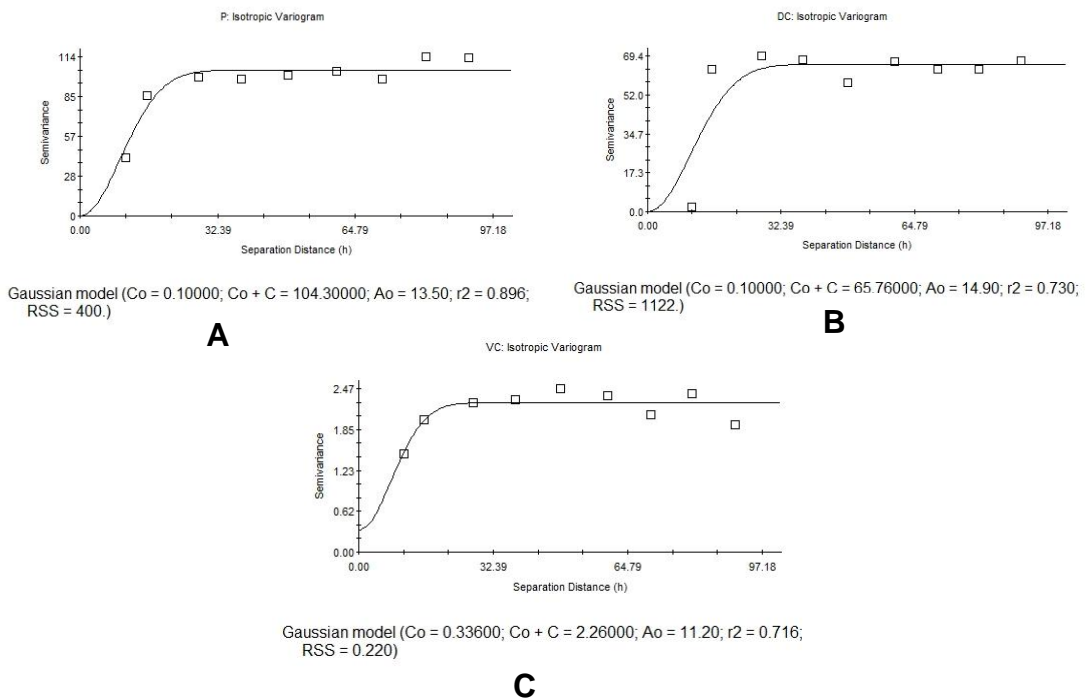 P: Isotropic Variogram
114
85
57
28
0
Semivariance
0.00
32.39
64.79
97.18
Separation Distance (h)
Gaussian model (Co = 0.10000; Co + C = 104.30000; Ao = 13.50; r2 = 0.896;
RSS = 400.)
A
DC: Isotropic Variogram
69.4
52.0
34.7
17.3
0.0
Semivariance
0.00
32.39
64.79
97.18
Separation Distance (h)
Gaussian model (Co = 0.10000; Co + C = 65.76000; Ao = 14.90; r2 = 0.730;
RSS = 1122.)
B
VC: Isotropic Variogram
2.47
1.85
1.23
0.62
0.00
Semivariance
0.00
32.39
64.79
97.18
Separation Distance (h)
Gaussian model (Co = 0.33600; Co + C = 2.26000; Ao = 11.20; r2 = 0.716;
RSS = 0.220)
C